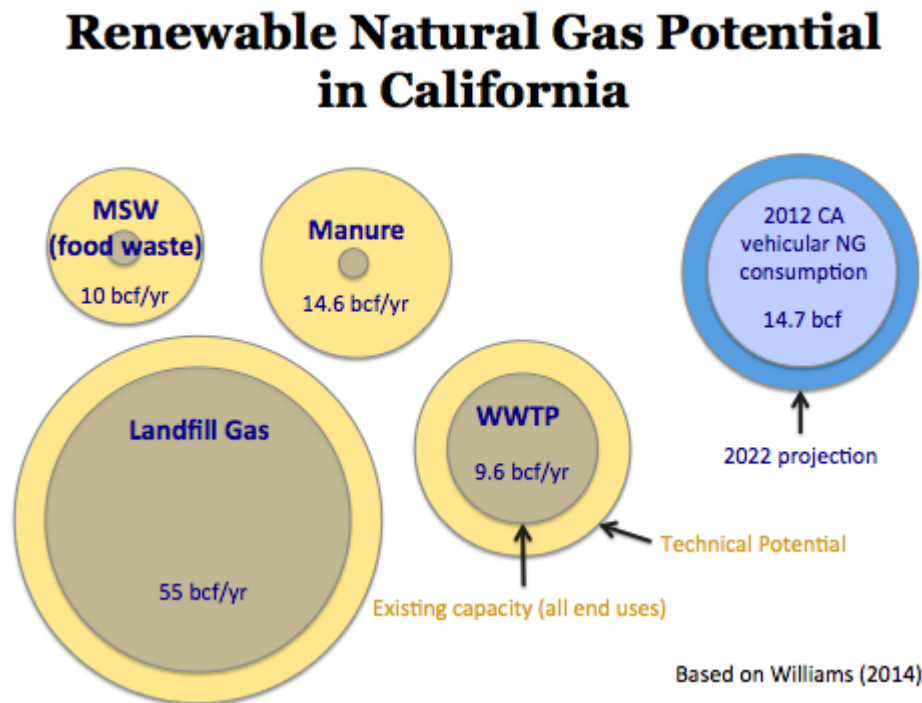 Renewable Natural Gas Potential
in California
MSW
(food waste)
10 bcf/yr
Manure
14.6 bcf/yr
2012 CA
vehicular NG
consumption
14.7 bcf
2022 projection
Landfill Gas
55 bcf/yr
WWTP
9.6 bcf/yr
Technical Potential
Existing capacity (all end uses)
Based on Williams (2014)